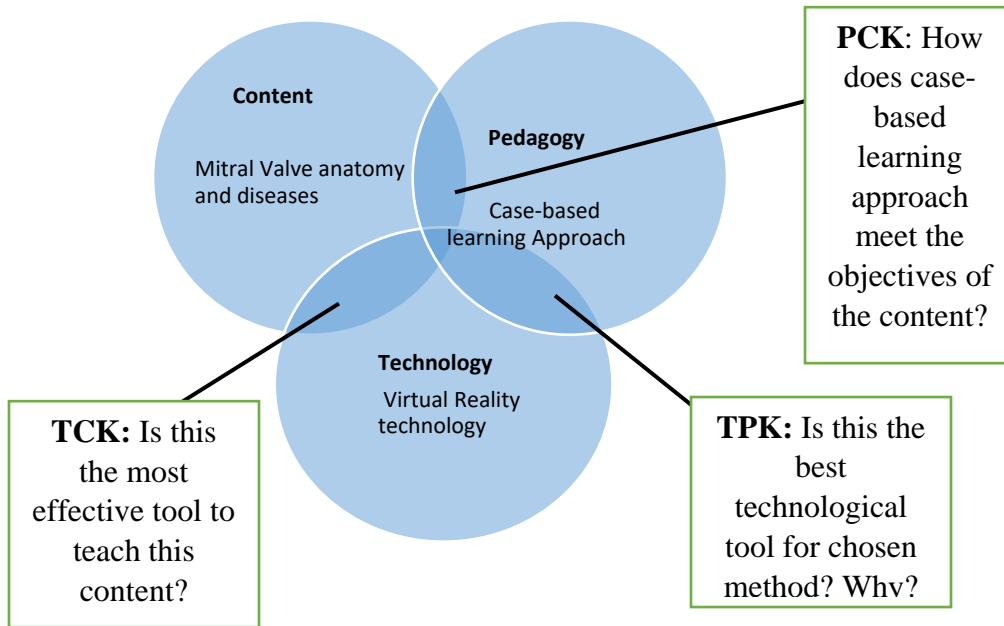 Content
Mitral Valve anatomy
and diseases
Pedagogy
Case-based
learning Approach
PCK: How
does case-
based
learning
approach
meet the
objectives of
the content?
Technology
Virtual Reality
technology
TCK: Is this
the most
effective tool to
teach this
content?
TPK: Is this the
best
technological
tool for chosen
method? Why?